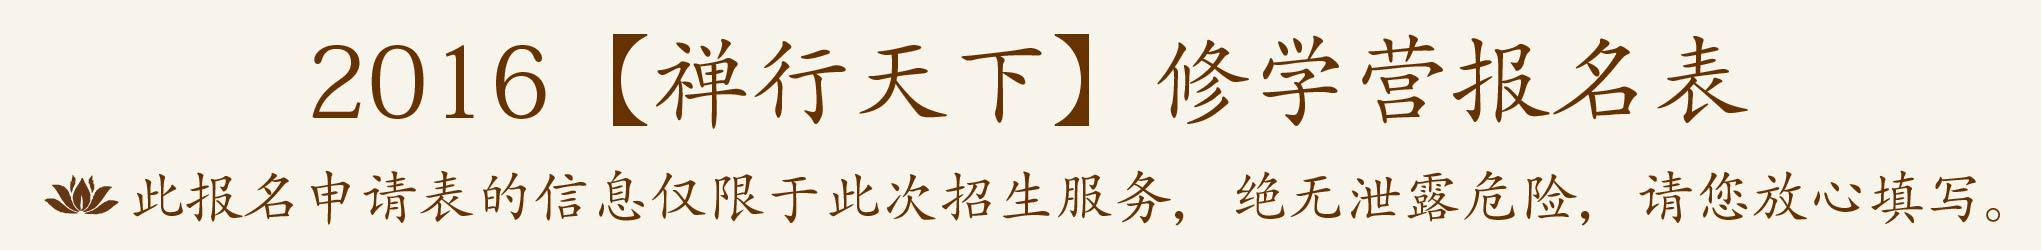 2016【禅行天下】修学营报名表
此报名申请表的信息仅限于此次招生服务，绝无泄露危险，请您放心填写。